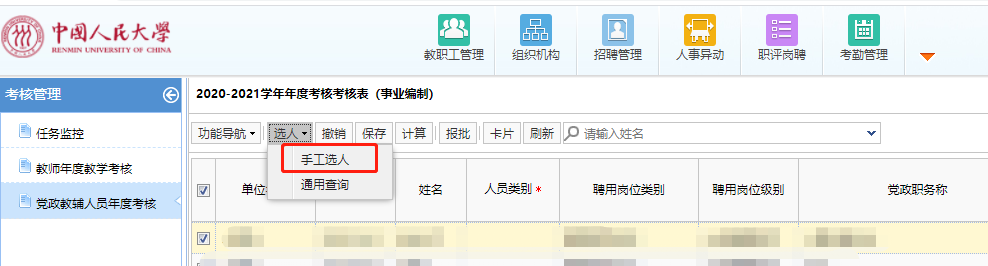 中國人民大學
RENMIN UNIVERSITY OF CHINA
教职工管理 组织机构 招聘管理 人事异动 职评岗聘 考勤管理
考核管理
2020-2021学年年度考核考核表（事业编制）
任务监控
教师年度教学考核
党政教辅人员年度考核
功能导航 选人 撤销 保存 计算 报批 卡片 刷新 请输入姓名
手工选人
通用查询
单位 姓名 人员类别 * 聘用岗位类别 聘用岗位级别 党政职务称